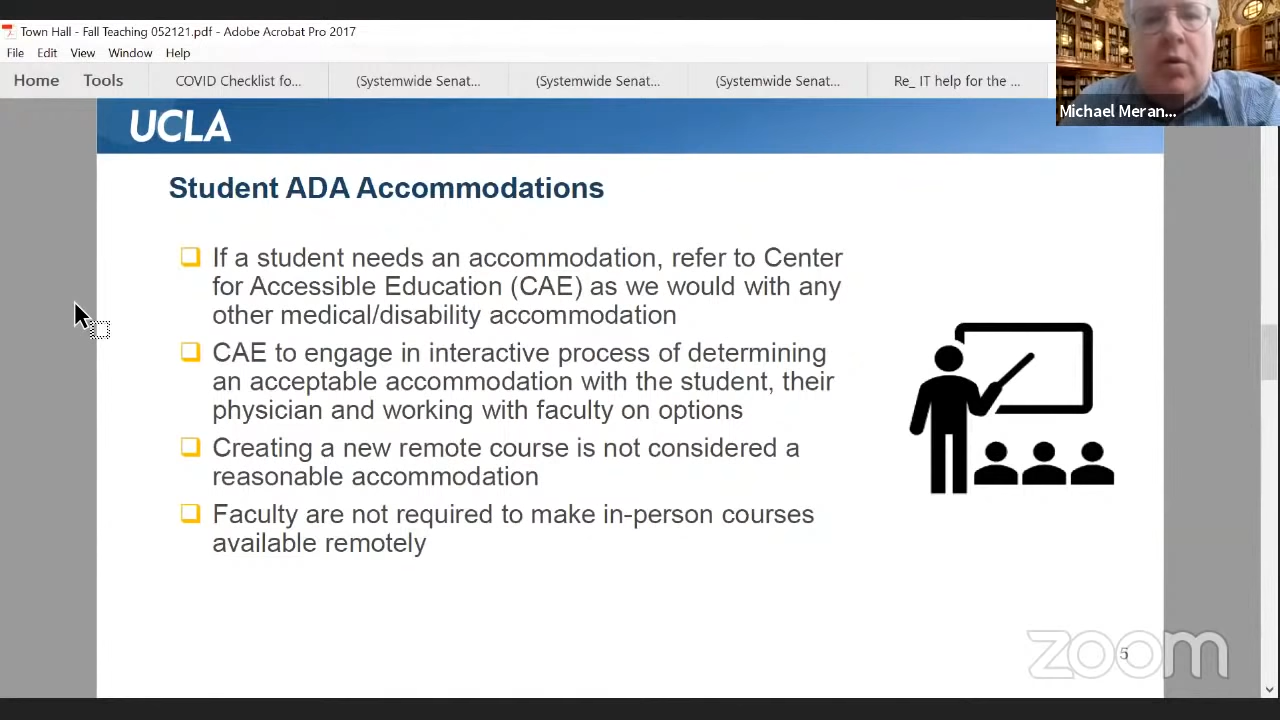 Town Hall - Fall Teaching 052121.pdf - Adobe Acrobat Pro 2017
File Edit View Window Help
Home Tools COVID Checklist fo... (Systemwide Senat... (Systemwide Senat... (Systemwide Senat... Re_ IT help for the ...
Michael Meran...
UCLA
Student ADA Accommodations
If a student needs an accommodation, refer to Center
for Accessible Education (CAE) as we would with any
other medical/disability accommodation
CAE to engage in interactive process of determining
an acceptable accommodation with the student, their
physician and working with faculty on options
Creating a new remote course is not considered a
reasonable accommodation
Faculty are not required to make in-person courses
available remotely
zoom
5